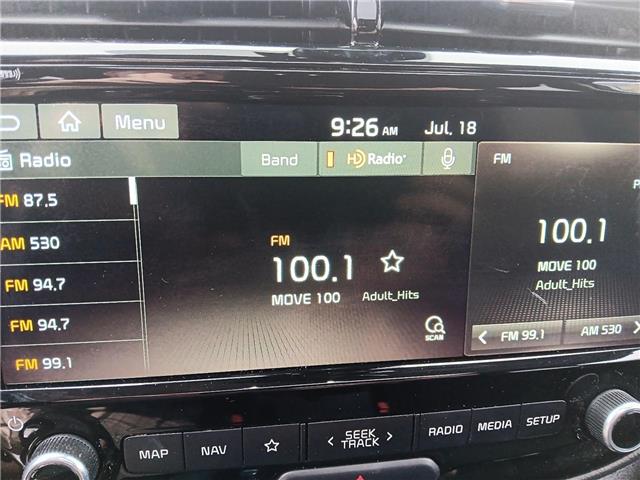 Menu
9:26 AM Jul, 18
Radio Band HD Radio FM
FM 87.5
AM 530
FM 94.7
FM 94.7
FM 99.1
FM
100.1
MOVE 100 Adult_Hits
SCAN
100.1
MOVE 100
Adult_Hits
< FM 99.1 AM 530 >
MAP NAV ☆ < SEEK TRACK > RADIO MEDIA SETUP